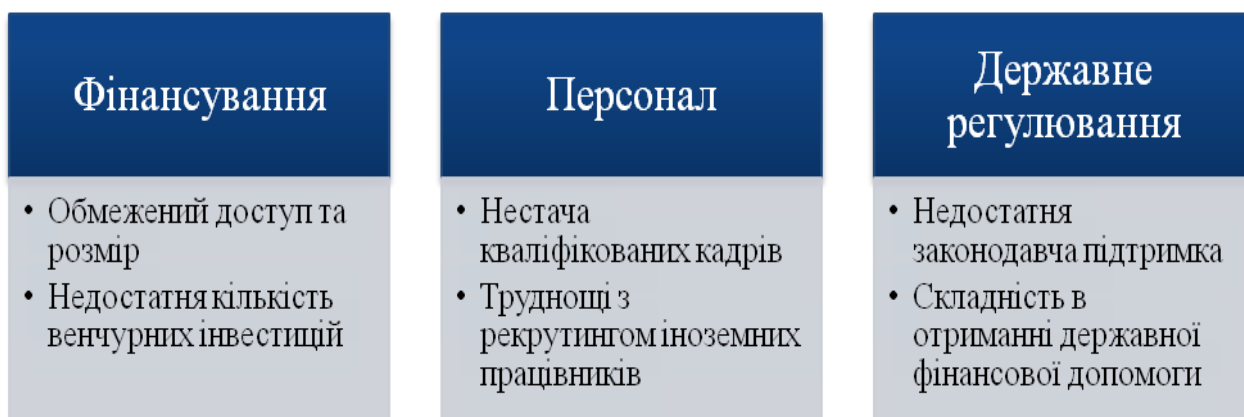 Фінансування
• Обмежений доступ та
розмір
• Недостатня кількість
венчурних інвестицій
Персонал
• Нестача
кваліфікованих кадрів
• Труднощі з
рекрутингом іноземних
працівників
Державне
регулювання
• Недостатня
законодавча підтримка
• Складність в
отриманні державної
фінансової допомоги